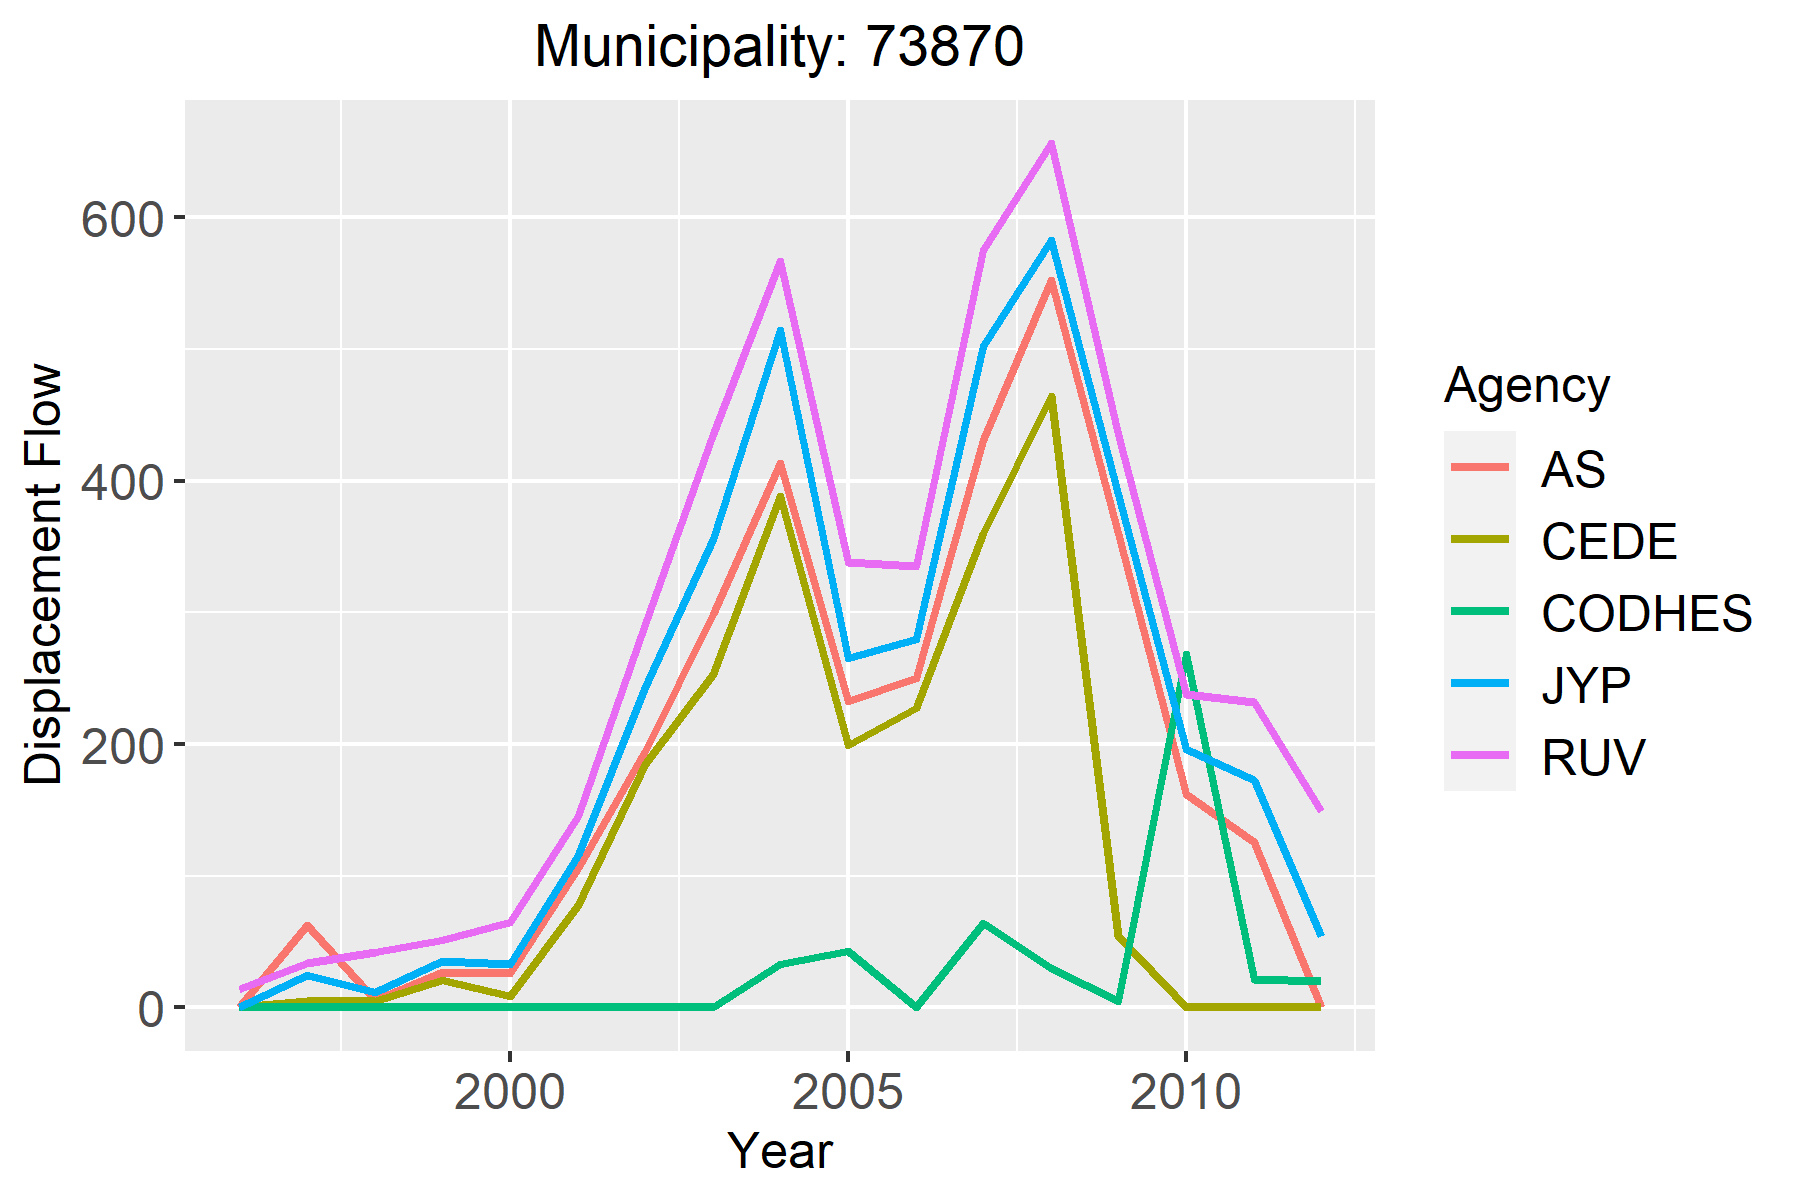 Municipality: 73870
Displacement Flow
600
400
200
0
2000 2005 2010
Year
Agency
AS
CEDE
CODHES
JYP
RUV